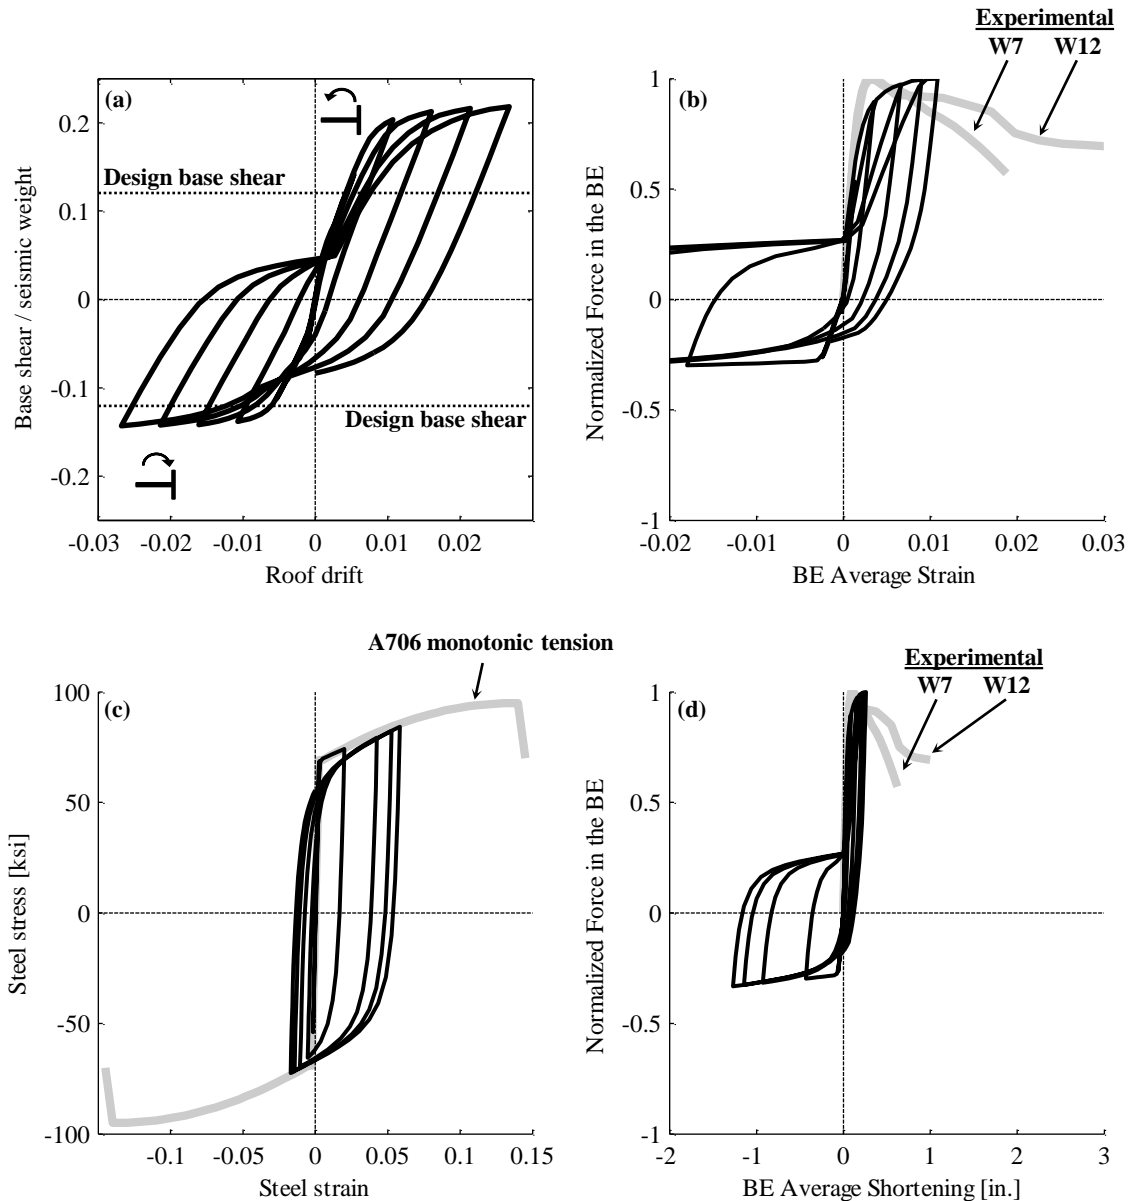 Experimental
W7 W12
(a)
0.2
0.1
0
-0.1
-0.2
Base shear / seismic weight
Design base shear
Design base shear
-0.03 -0.02 -0.01 0 0.01 0.02
Roof drift
(b)
1
0.5
0
-0.5
-1
Normalized Force in the BE
-0.02 -0.01 0 0.01 0.02 0.03
BE Average Strain
A706 monotonic tension
(c)
100
50
0
-50
-100
Steel stress [ksi]
-0.1 -0.05 0 0.05 0.1 0.15
Steel strain
Experimental
W7 W12
(d)
1
0.5
0
-0.5
-1
Normalized Force in the BE
-2 -1 0 1 2 3
BE Average Shortening [in.]